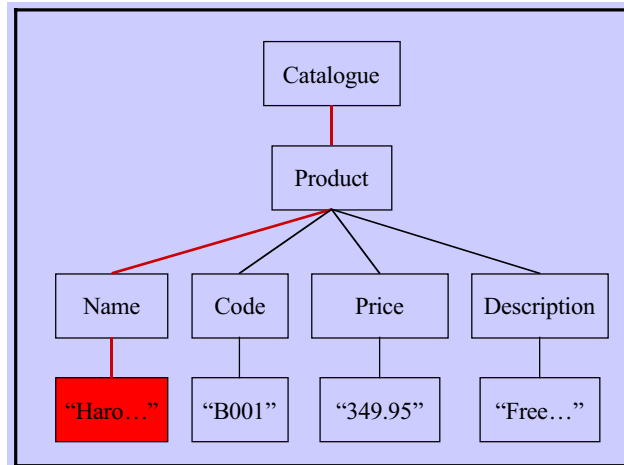 Catalogue
Product
Name Code Price Description
“Haro…” “B001” “349.95” “Free…”